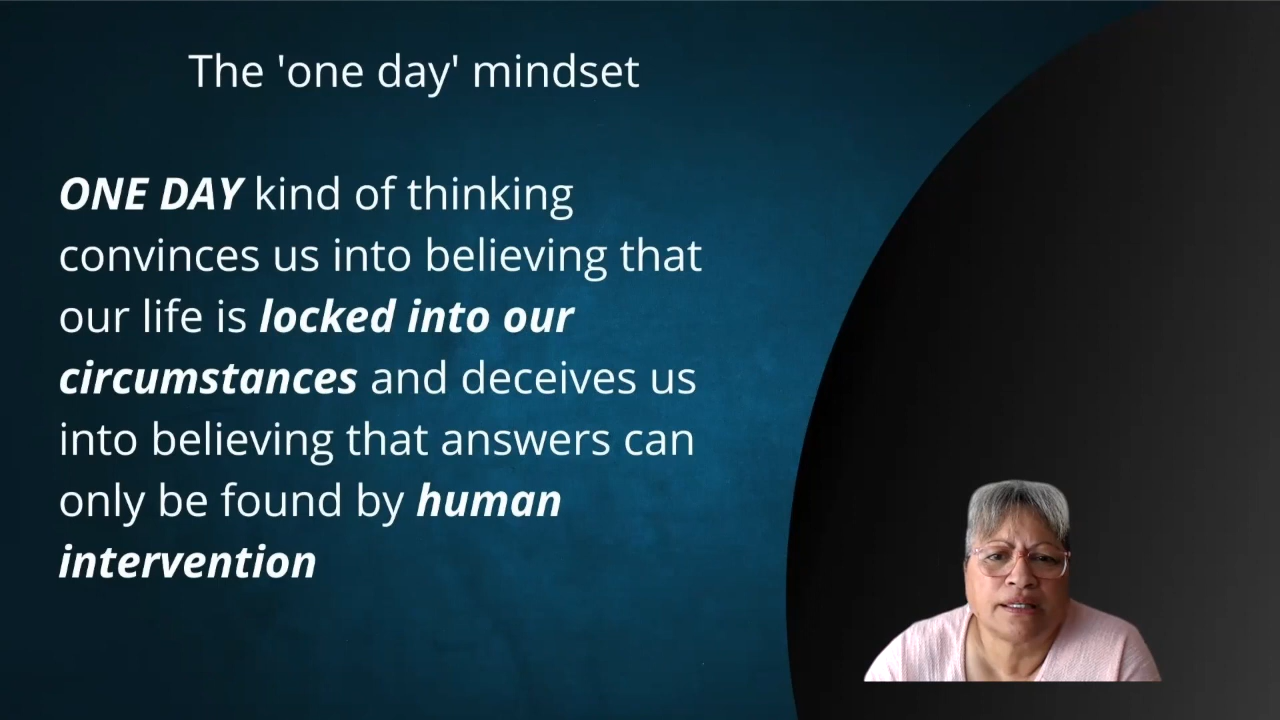 The 'one day' mindset
ONE DAY kind of thinking
convinces us into believing that
our life is locked into our
circumstances and deceives us
into believing that answers can
only be found by human
intervention